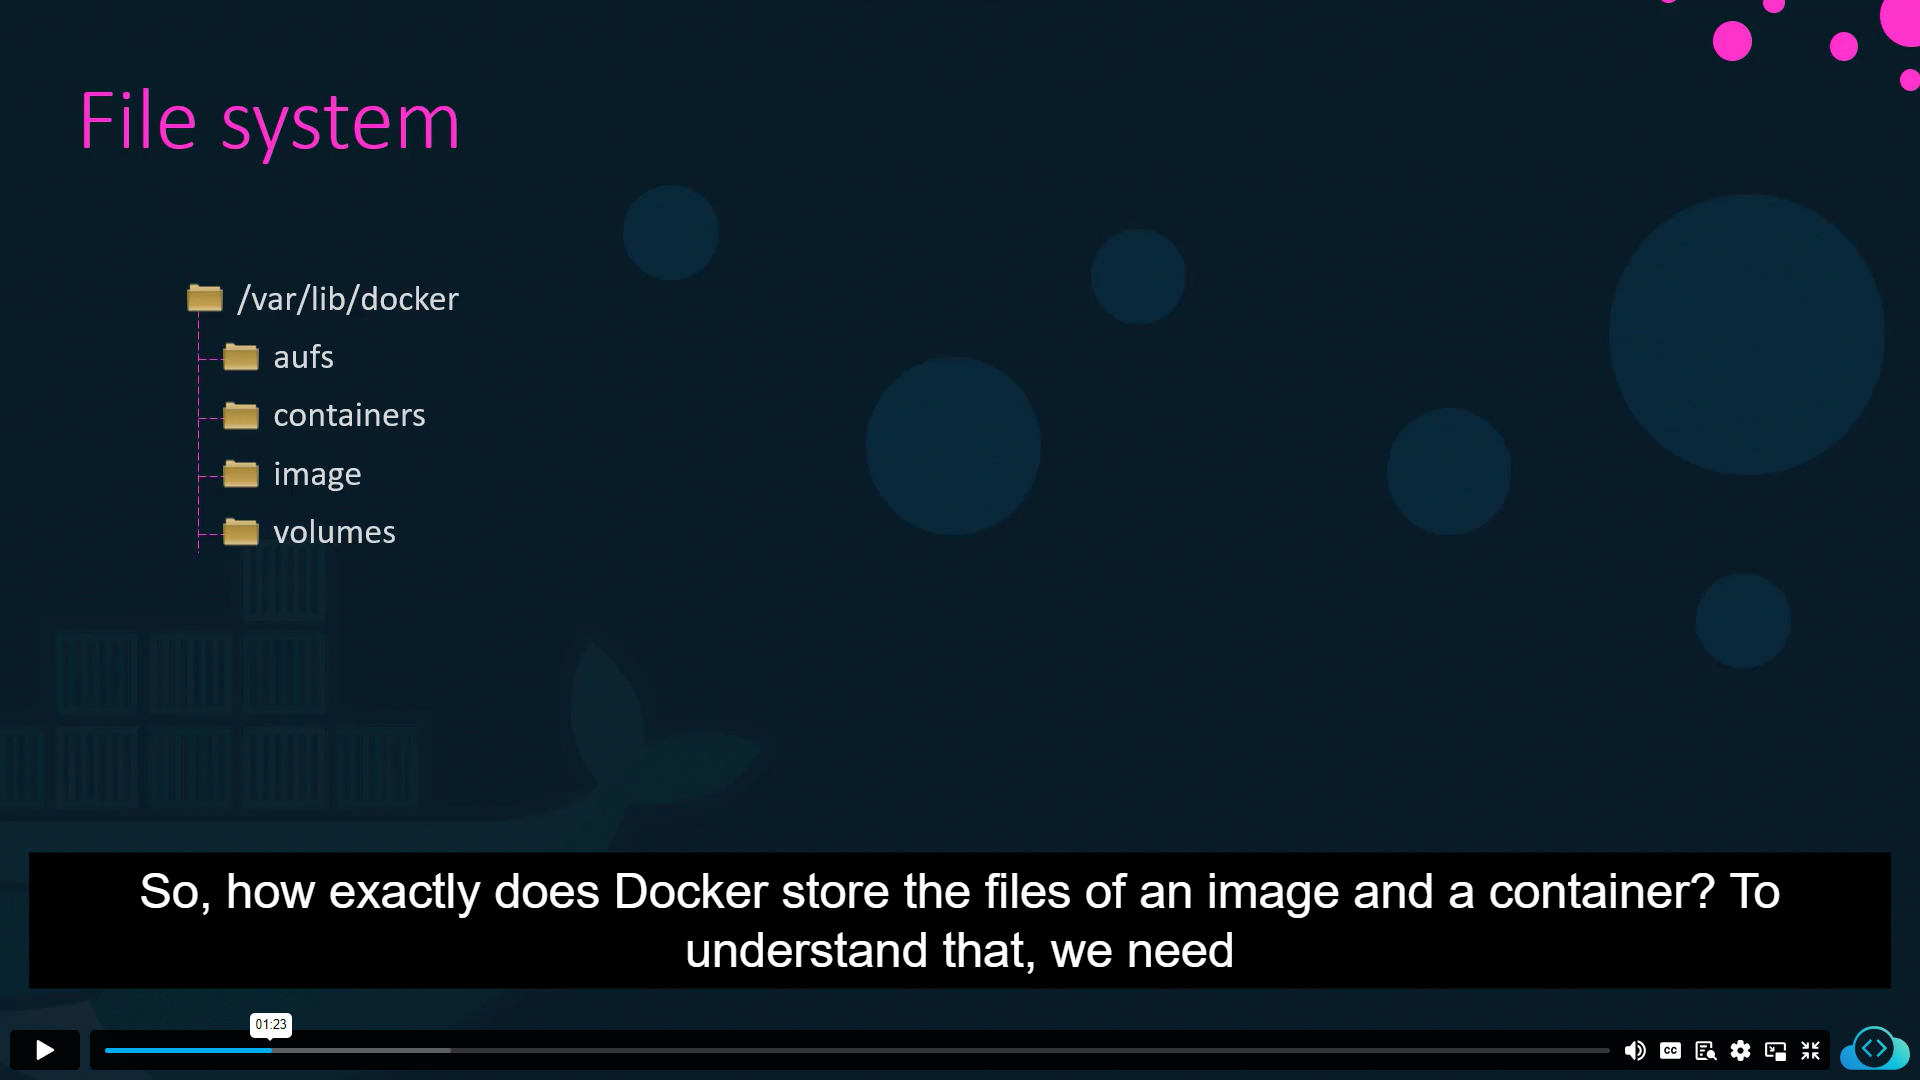 File system
/var/lib/docker
aufs
containers
image
volumes
So, how exactly does Docker store the files of an image and a container? To
understand that, we need
01:23
CC